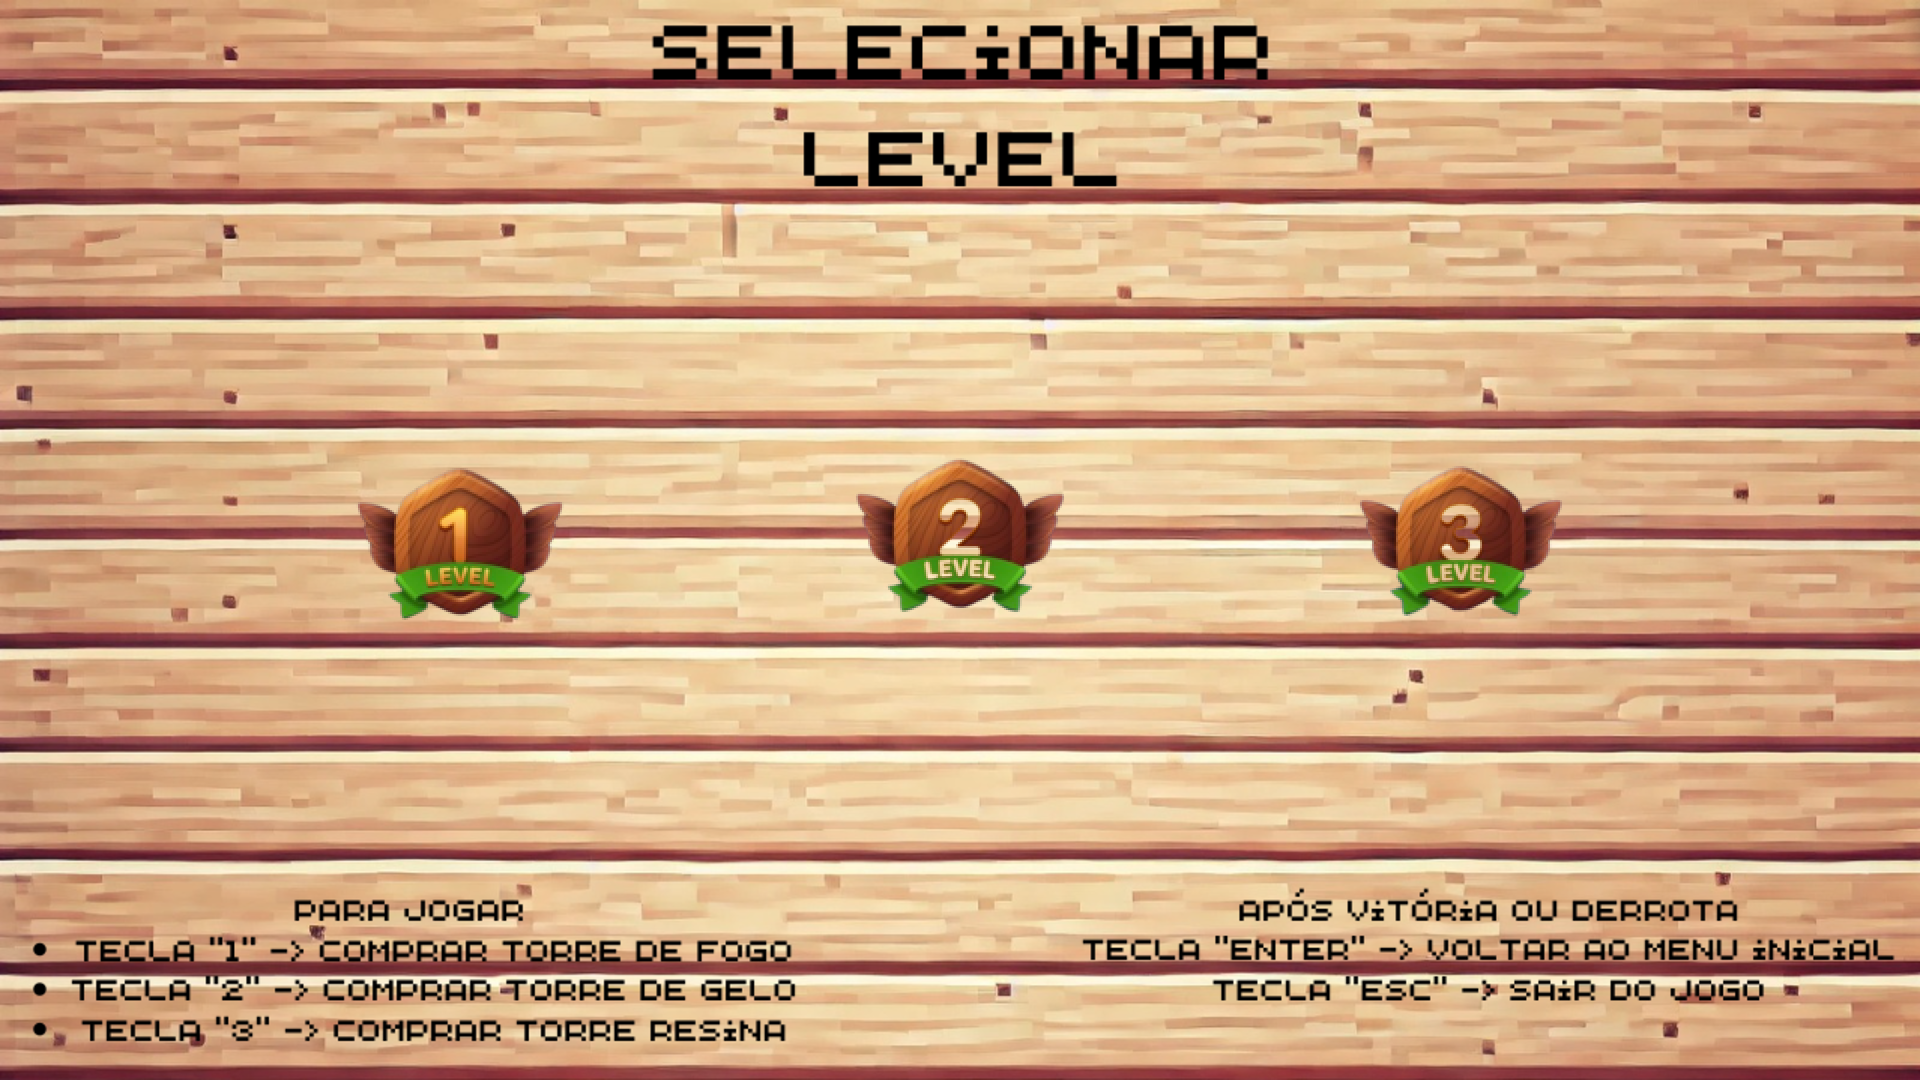 SELECiONAR
LEVEL
1
LEVEL
2
LEVEL
3
LEVEL
PARA JOGAR
• TECLA "1" -> COMPRAR TORRE DE FOGO
• TECLA "2" -> COMPRAR TORRE DE GELO
• TECLA "3" -> COMPRAR TORRE RESiNA
APÓS ViTÓRiA OU DERROTA
TECLA "ENTER" -> VOLTAR AO MENU iNiCiAL
TECLA "ESC" -> SAiR DO JOGO